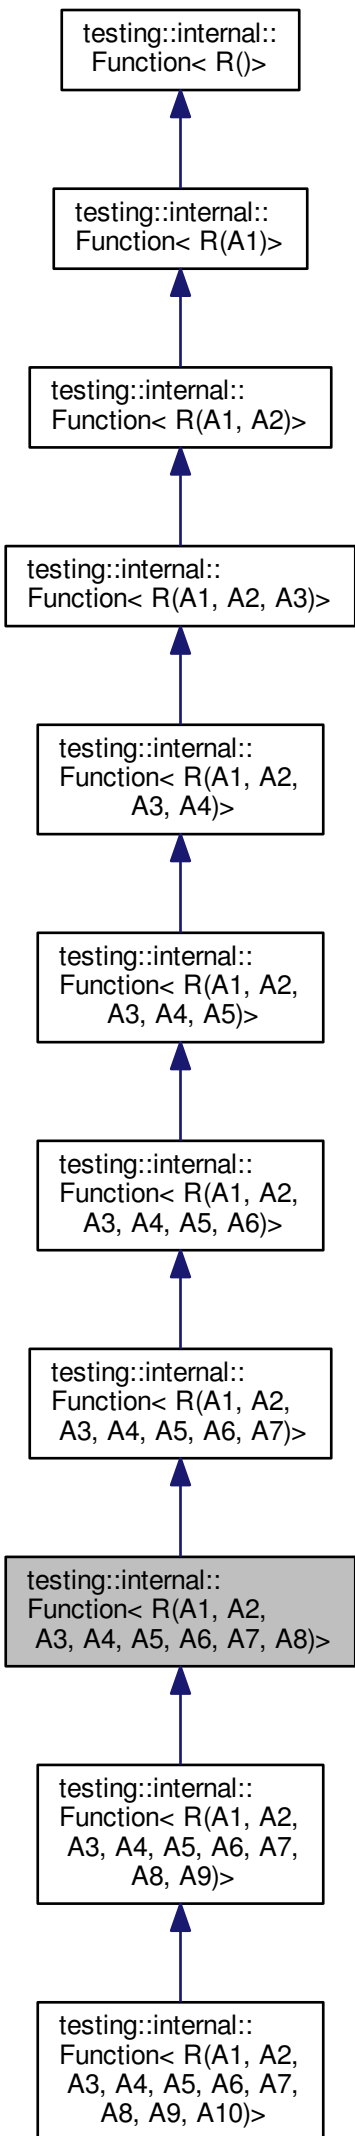 testing::internal::
Function< R()>
testing::internal::
Function< R(A1)>
testing::internal::
Function< R(A1, A2)>
testing::internal::
Function< R(A1, A2, A3)>
testing::internal::
Function< R(A1, A2,
A3, A4)>
testing::internal::
Function< R(A1, A2,
A3, A4, A5)>
testing::internal::
Function< R(A1, A2,
A3, A4, A5, A6)>
testing::internal::
Function< R(A1, A2,
A3, A4, A5, A6, A7)>
testing::internal::
Function< R(A1, A2,
A3, A4, A5, A6, A7, A8)>
testing::internal::
Function< R(A1, A2,
A3, A4, A5, A6, A7,
A8, A9)>
testing::internal::
Function< R(A1, A2,
A3, A4, A5, A6, A7,
A8, A9, A10)>